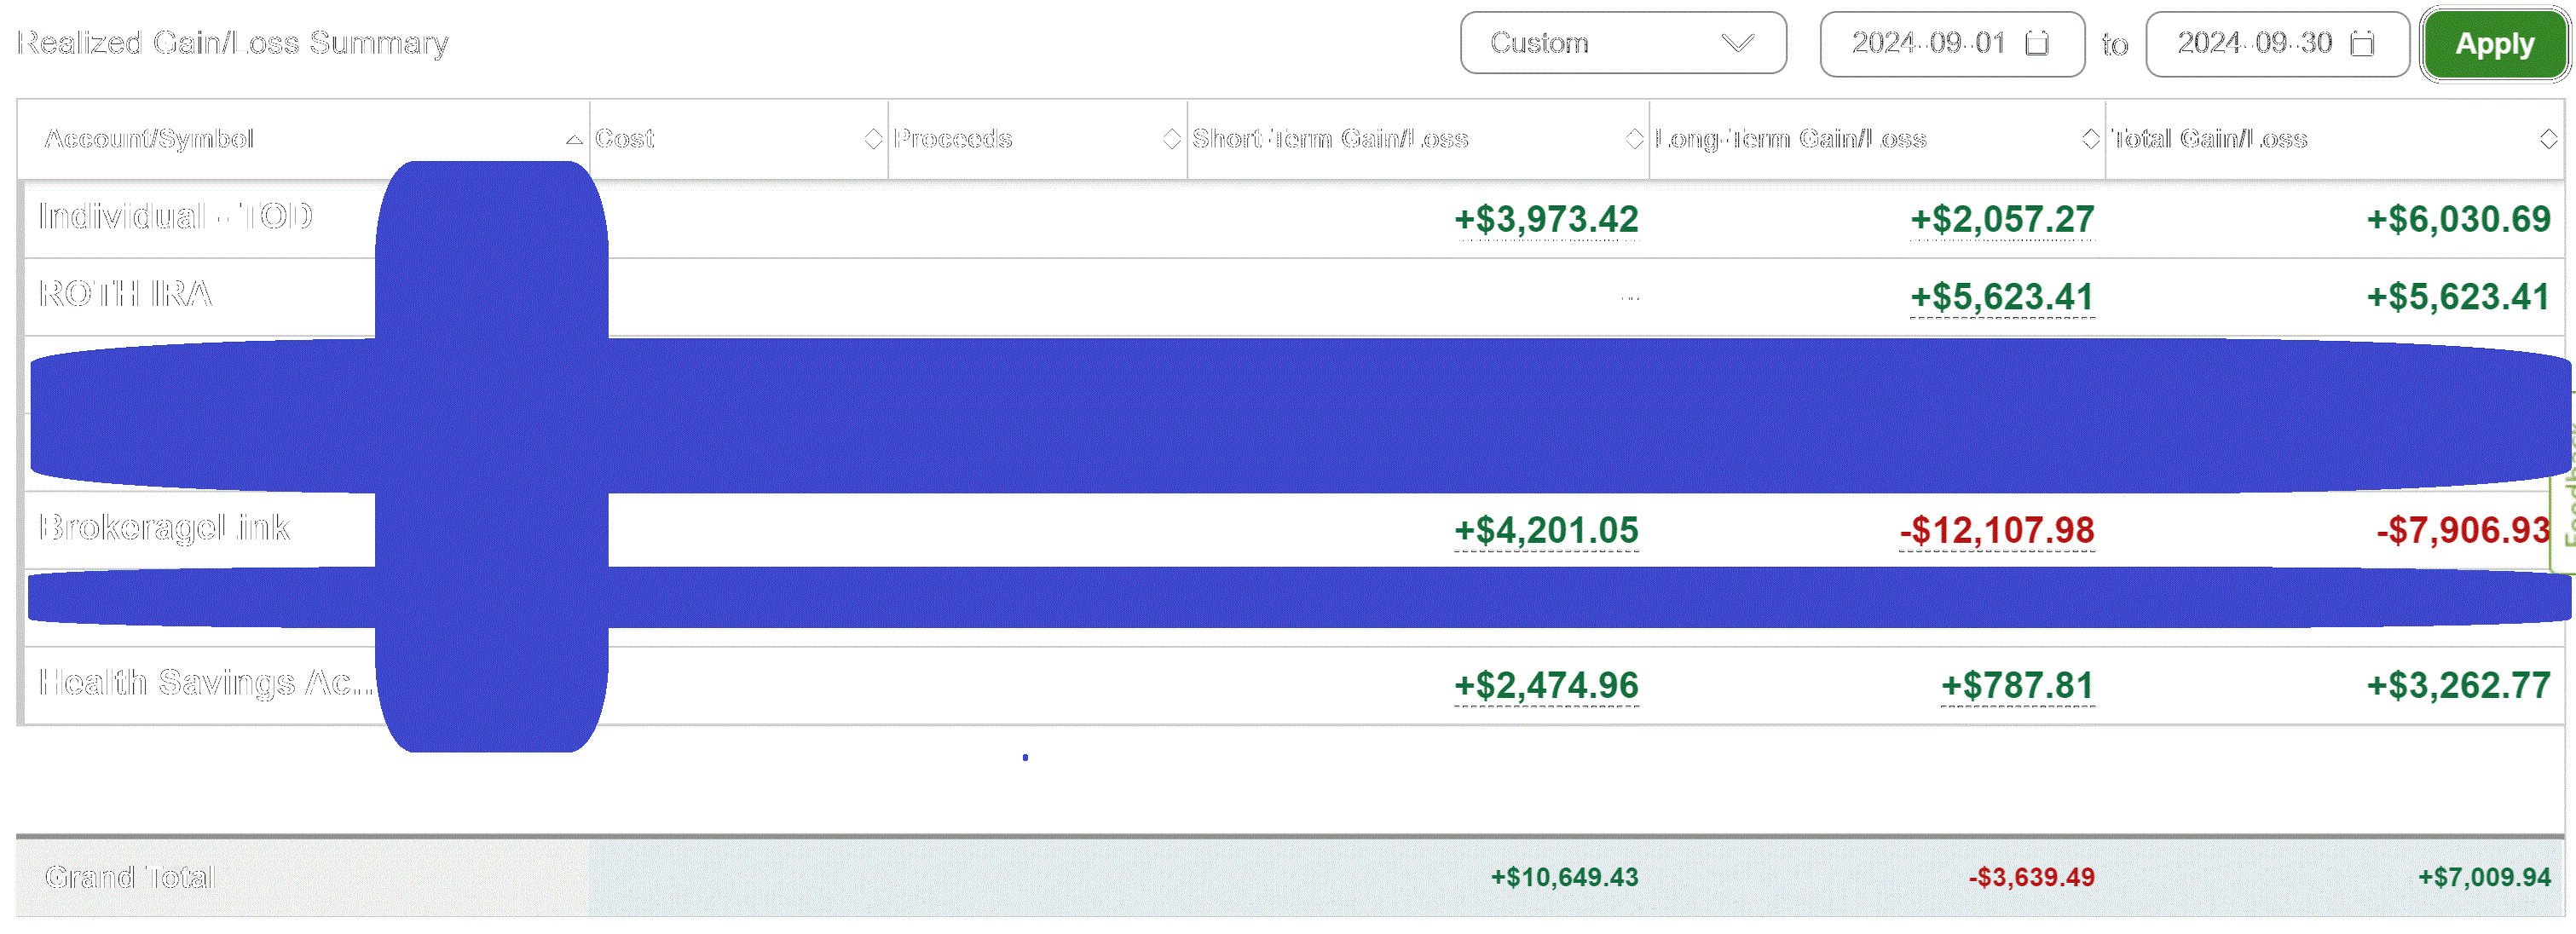 Realized Gain/Loss Summary Custom 2024-09-01 to 2024-09-30 Apply
Account/Symbol Cost Proceeds Short-Term Gain/Loss Long-Term Gain/Loss Total Gain/Loss
Individual - TOD +$3,973.42 +$2,057.27 +$6,030.69
ROTH IRA -- +$5,623.41 +$5,623.41
BrokerageLink +$4,201.05 -$12,107.98 -$7,906.93
Health Savings Ac... +$2,474.96 +$787.81 +$3,262.77
Grand Total +$10,649.43 -$3,639.49 +$7,009.94